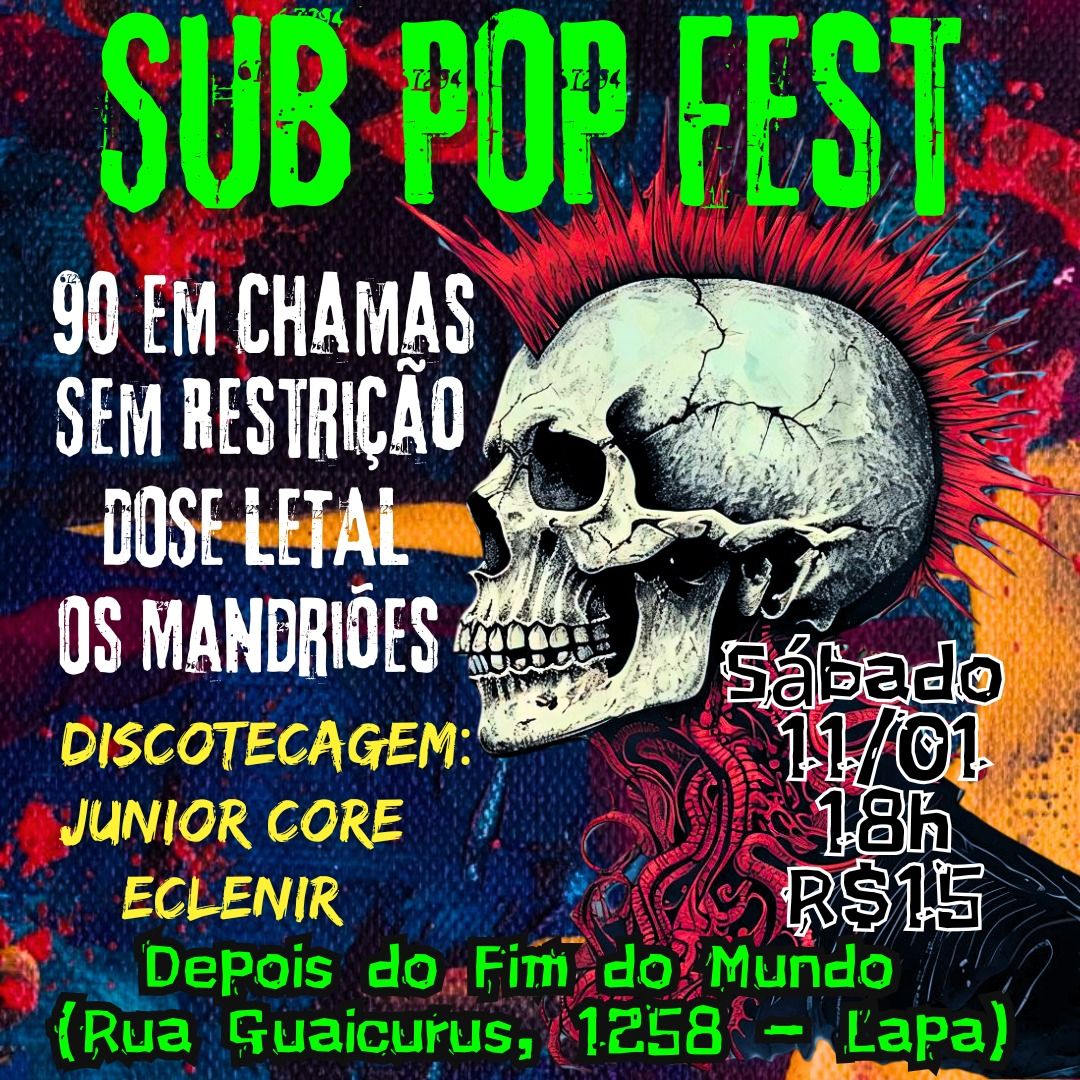 SUB POP FEST
90 EM CHAMAS
SEM RESTRIÇÃO
DOSE LETAL
OS MANDRIÕES
DISCOTECAGEM:
JUNIOR CORE
ECLENIR
Sábado
11/01
18h
R$15
Depois do Fim do Mundo
(Rua Guaicurus, 1258 - Lapa)